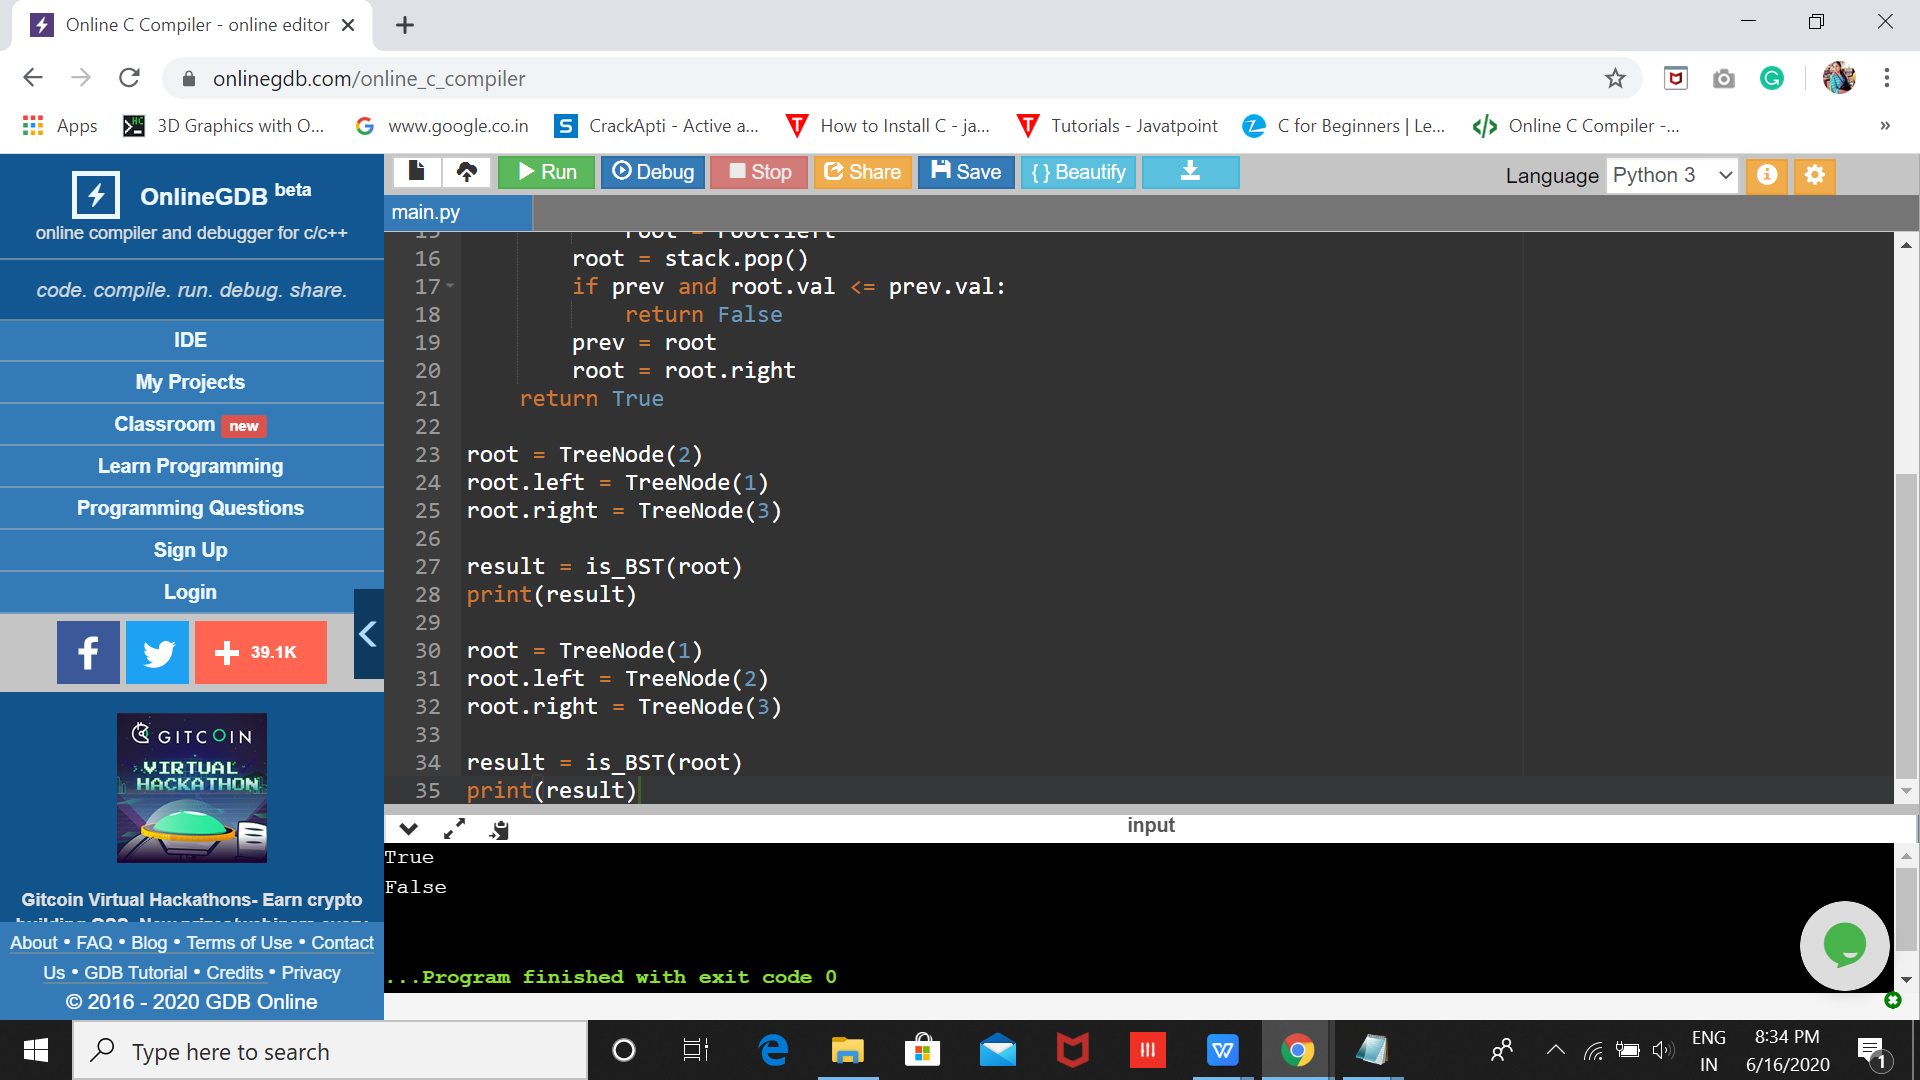 Online C Compiler - online editor
onlinegdb.com/online_c_compiler
Apps 3D Graphics with O... www.google.co.in CrackApti - Active a... How to Install C - ja... Tutorials - Javatpoint C for Beginners | Le... Online C Compiler -... »
OnlineGDB beta
online compiler and debugger for c/c++
code. compile. run. debug. share.
IDE
My Projects
Classroom new
Learn Programming
Programming Questions
Sign Up
Login
39.1K
GITCOIN
VIRTUAL
HACKATHON
Gitcoin Virtual Hackathons- Earn crypto
About • FAQ • Blog • Terms of Use • Contact
Us • GDB Tutorial • Credits • Privacy
© 2016 - 2020 GDB Online
Run Debug Stop Share Save { } Beautify
Language Python 3
main.py
15 root = root.left
16 root = stack.pop()
17 if prev and root.val <= prev.val:
18 return False
19 prev = root
20 root = root.right
21 return True
22
23 root = TreeNode(2)
24 root.left = TreeNode(1)
25 root.right = TreeNode(3)
26
27 result = is_BST(root)
28 print(result)
29
30 root = TreeNode(1)
31 root.left = TreeNode(2)
32 root.right = TreeNode(3)
33
34 result = is_BST(root)
35 print(result)
input
True
False
...Program finished with exit code 0
Type here to search
ENG
IN
8:34 PM
6/16/2020
1